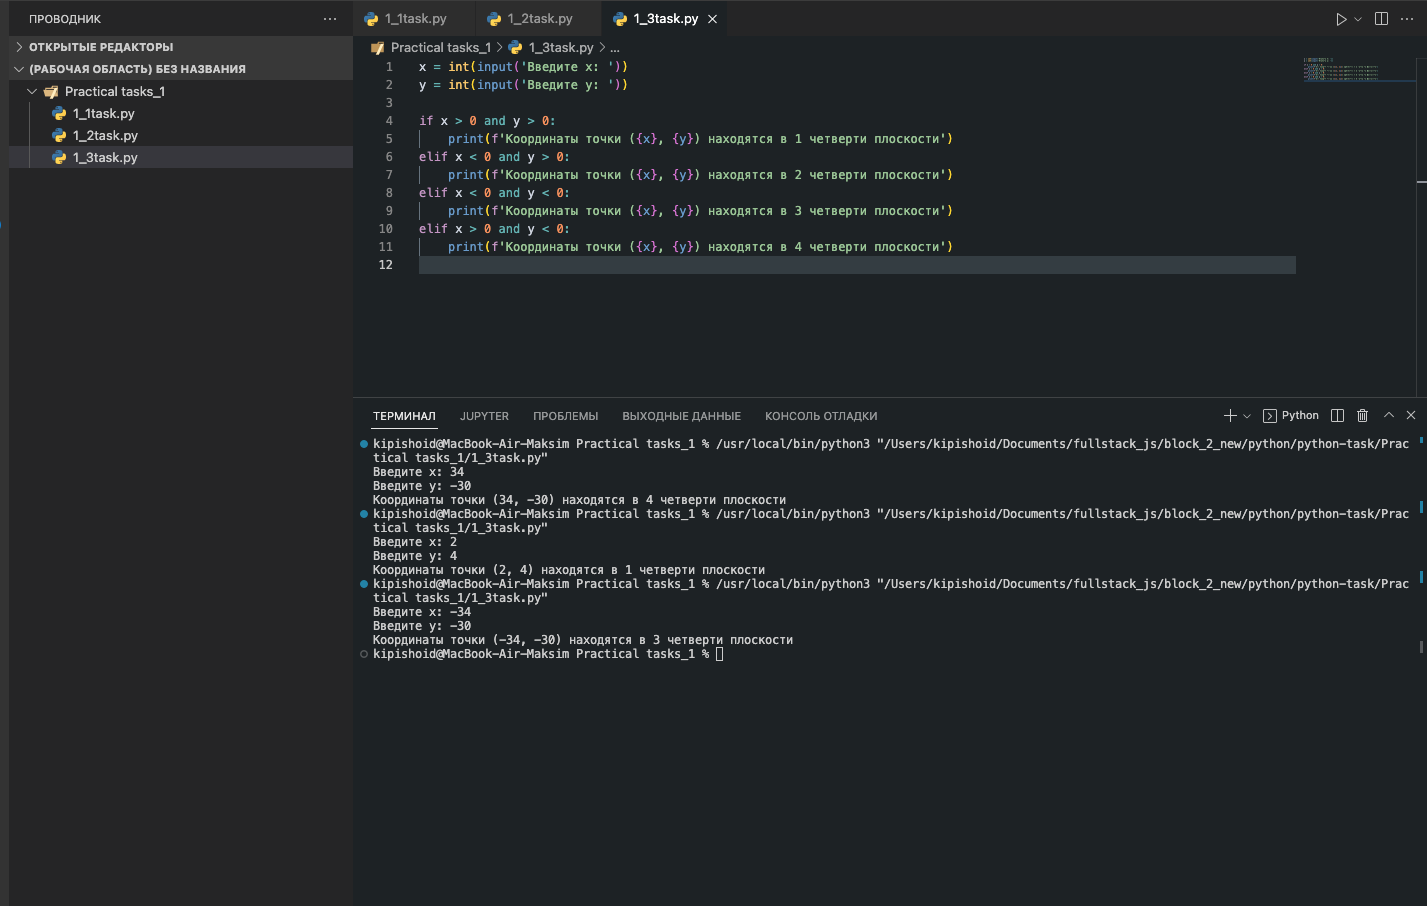 ПРОВОДНИК
ОТКРЫТЫЕ РЕДАКТОРЫ
(РАБОЧАЯ ОБЛАСТЬ) БЕЗ НАЗВАНИЯ
Practical tasks_1
1_1task.py
1_2task.py
1_3task.py
1_1task.py 1_2task.py 1_3task.py
Practical tasks_1 > 1_3task.py > ...
1 x = int(input('Введите x: '))
2 y = int(input('Введите y: '))
3
4 if x > 0 and y > 0:
5     print(f'Координаты точки ({x}, {y}) находятся в 1 четверти плоскости')
6 elif x < 0 and y > 0:
7     print(f'Координаты точки ({x}, {y}) находятся в 2 четверти плоскости')
8 elif x < 0 and y < 0:
9     print(f'Координаты точки ({x}, {y}) находятся в 3 четверти плоскости')
10 elif x > 0 and y < 0:
11     print(f'Координаты точки ({x}, {y}) находятся в 4 четверти плоскости')
12
ТЕРМИНАЛ JUPYTER ПРОБЛЕМЫ ВЫХОДНЫЕ ДАННЫЕ КОНСОЛЬ ОТЛАДКИ Python
kipishoid@MacBook-Air-Maksim Practical tasks_1 % /usr/local/bin/python3 "/Users/kipishoid/Documents/fullstack_js/block_2_new/python/python-task/Prac
tical tasks_1/1_3task.py"
Введите x: 34
Введите y: -30
Координаты точки (34, -30) находятся в 4 четверти плоскости
kipishoid@MacBook-Air-Maksim Practical tasks_1 % /usr/local/bin/python3 "/Users/kipishoid/Documents/fullstack_js/block_2_new/python/python-task/Prac
tical tasks_1/1_3task.py"
Введите x: 2
Введите y: 4
Координаты точки (2, 4) находятся в 1 четверти плоскости
kipishoid@MacBook-Air-Maksim Practical tasks_1 % /usr/local/bin/python3 "/Users/kipishoid/Documents/fullstack_js/block_2_new/python/python-task/Prac
tical tasks_1/1_3task.py"
Введите x: -34
Введите y: -30
Координаты точки (-34, -30) находятся в 3 четверти плоскости
kipishoid@MacBook-Air-Maksim Practical tasks_1 %